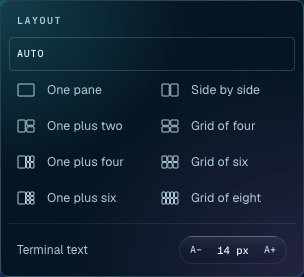 LAYOUT
AUTO
One pane Side by side
One plus two Grid of four
One plus four Grid of six
One plus six Grid of eight
Terminal text A− 14 px A+